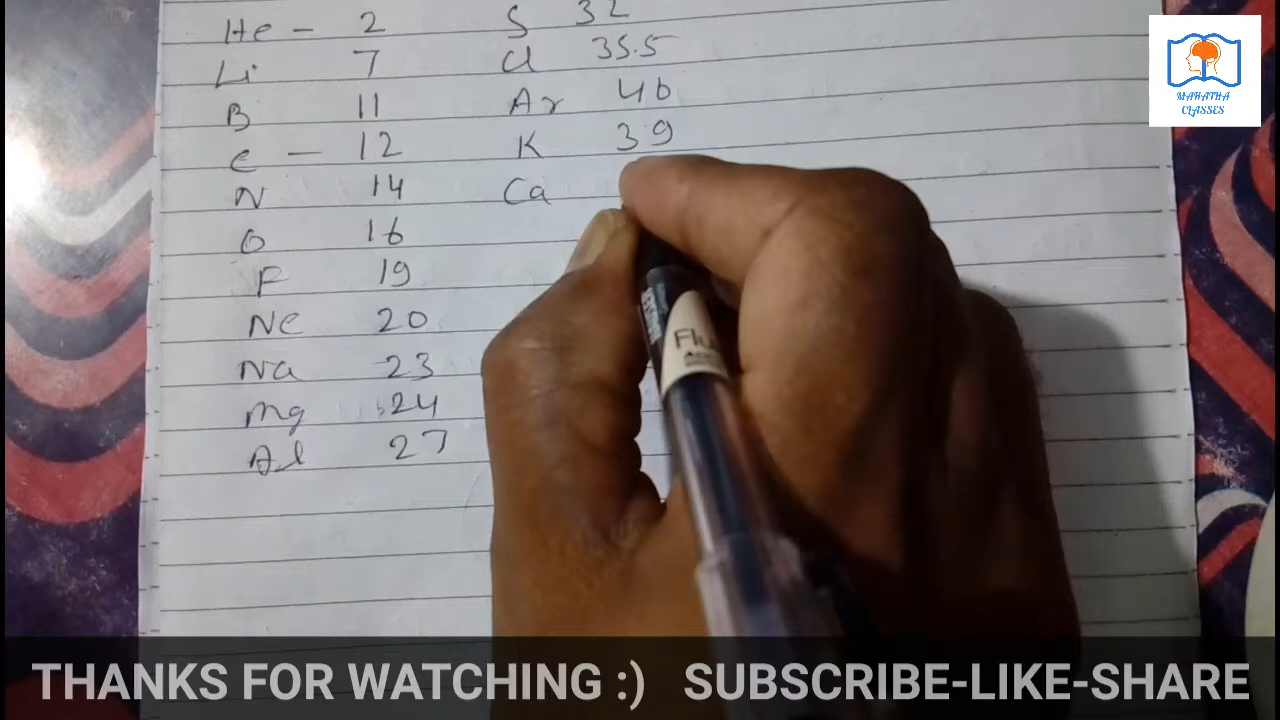 He - 2 S 32
Li 7 Cl 35.5
B 11 Ar 40
C - 12 K 39
N 14 Ca
O 16
F 19
Ne 20
Na 23
Mg 24
Al 27
MAHATHA
CLASSES
THANKS FOR WATCHING :) SUBSCRIBE-LIKE-SHARE